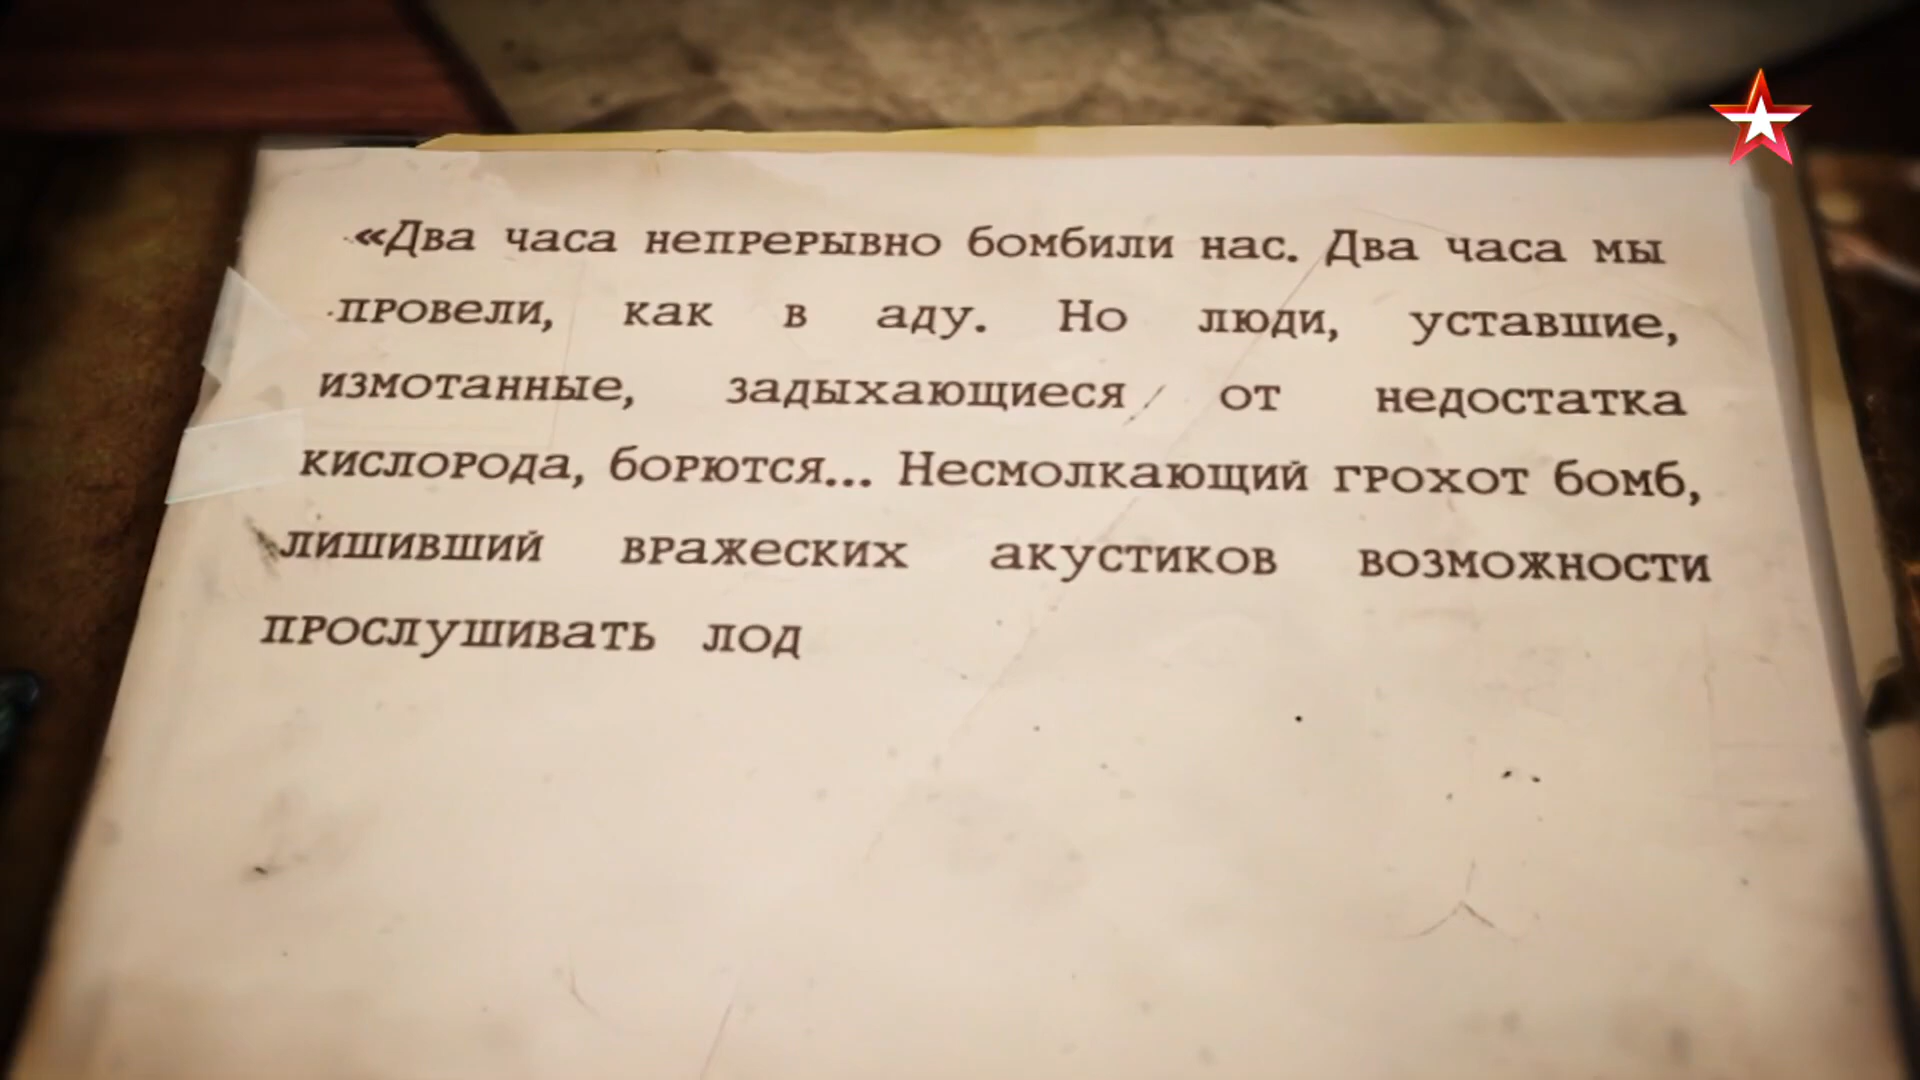 «Два часа непрерывно бомбили нас. Два часа мы
провели, как в аду. Но люди, уставшие,
измотанные, задыхающиеся от недостатка
кислорода, борются... Несмолкающий грохот бомб,
лишивший вражеских акустиков возможности
прослушивать лод